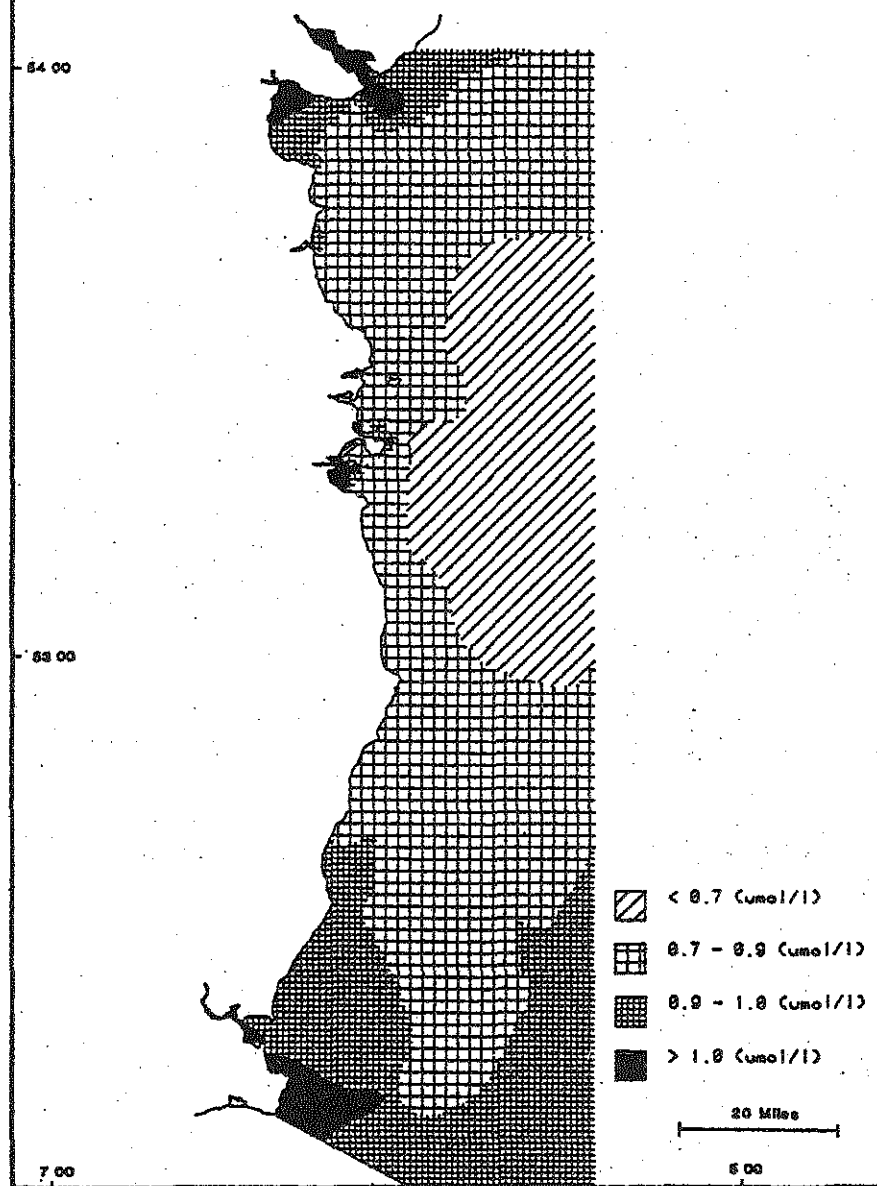 54 00
53 00
< 0.7 (umol/l)
0.7 - 0.9 (umol/l)
0.9 - 1.0 (umol/l)
> 1.0 (umol/l)
20 Miles
7 00
6 00